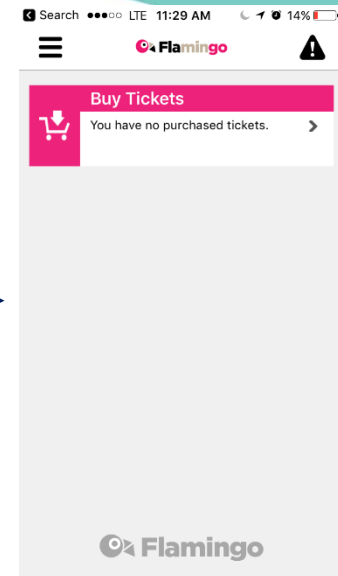 Search LTE 11:29 AM 14%
Flamingo
Buy Tickets
You have no purchased tickets.
Flamingo